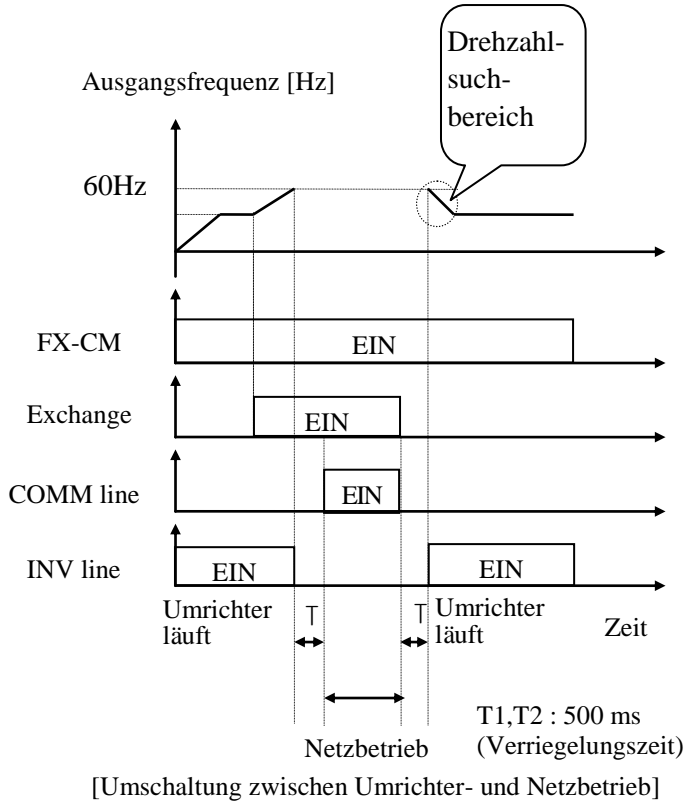 Drehzahl-
such-
bereich
Ausgangsfrequenz [Hz]
60Hz
FX-CM
EIN
Exchange
EIN
COMM line
EIN
INV line
EIN
EIN
Umrichter
läuft
T
T
Umrichter
läuft
Zeit
T1,T2 : 500 ms
(Verriegelungszeit)
Netzbetrieb
[Umschaltung zwischen Umrichter- und Netzbetrieb]